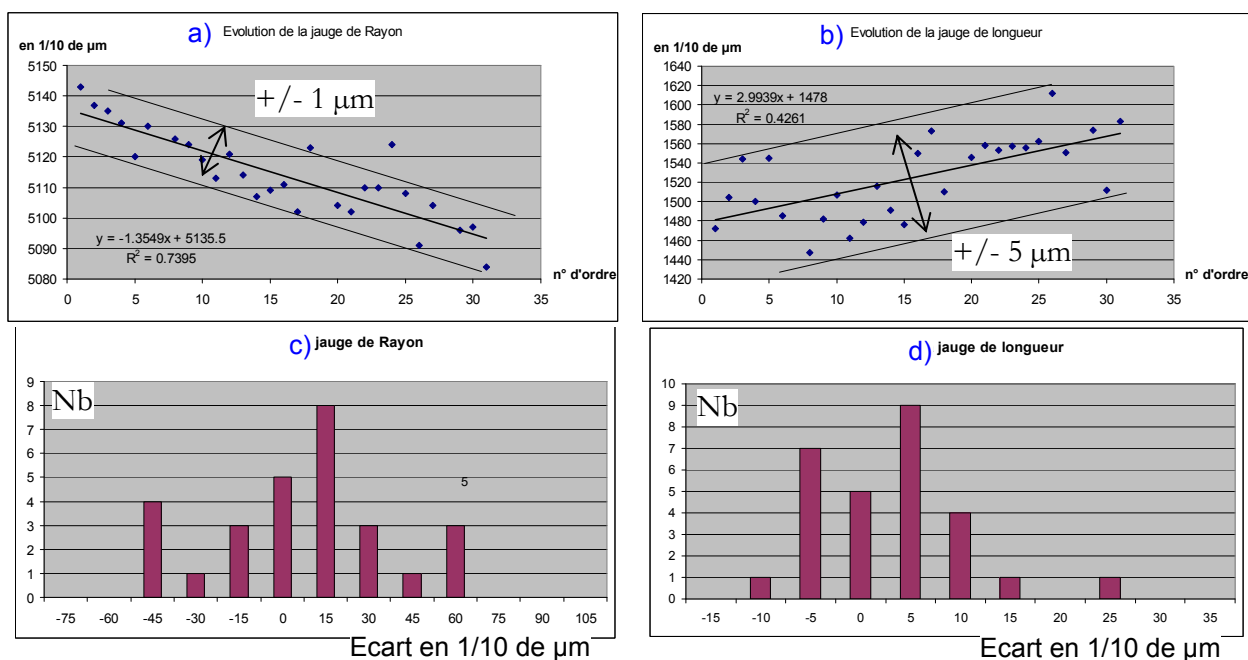 a) Evolution de la jauge de Rayon
en 1/10 de µm
5150
5140
5130
5120
5110
5100
5090
5080
+/- 1 µm
y = -1.3549x + 5135.5
R² = 0.7395
n° d'ordre
0 5 10 15 20 25 30 35
b) Evolution de la jauge de longueur
en 1/10 de µm
1640
1620
1600
1580
1560
1540
1520
1500
1480
1460
1440
1420
y = 2.9939x + 1478
R² = 0.4261
+/- 5 µm
n° d'ordre
0 5 10 15 20 25 30 35
c) jauge de Rayon
Nb
9
8
7
6
5
4
3
2
1
0
5
-75 -60 -45 -30 -15 0 15 30 45 60 75 90 105
Ecart en 1/10 de µm
d) jauge de longueur
Nb
10
9
8
7
6
5
4
3
2
1
0
-15 -10 -5 0 5 10 15 20 25 30 35
Ecart en 1/10 de µm